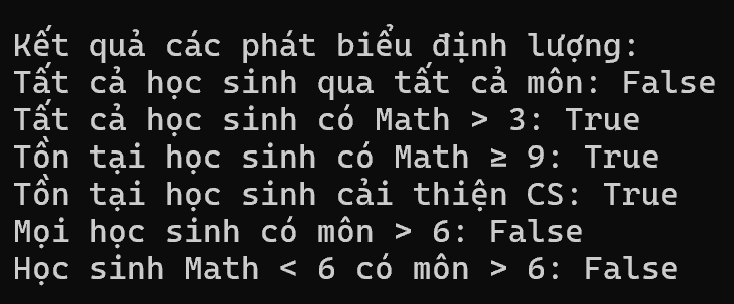 Kết quả các phát biểu định lượng:
Tất cả học sinh qua tất cả môn: False
Tất cả học sinh có Math > 3: True
Tồn tại học sinh có Math ≥ 9: True
Tồn tại học sinh cải thiện CS: True
Mọi học sinh có môn > 6: False
Học sinh Math < 6 có môn > 6: False